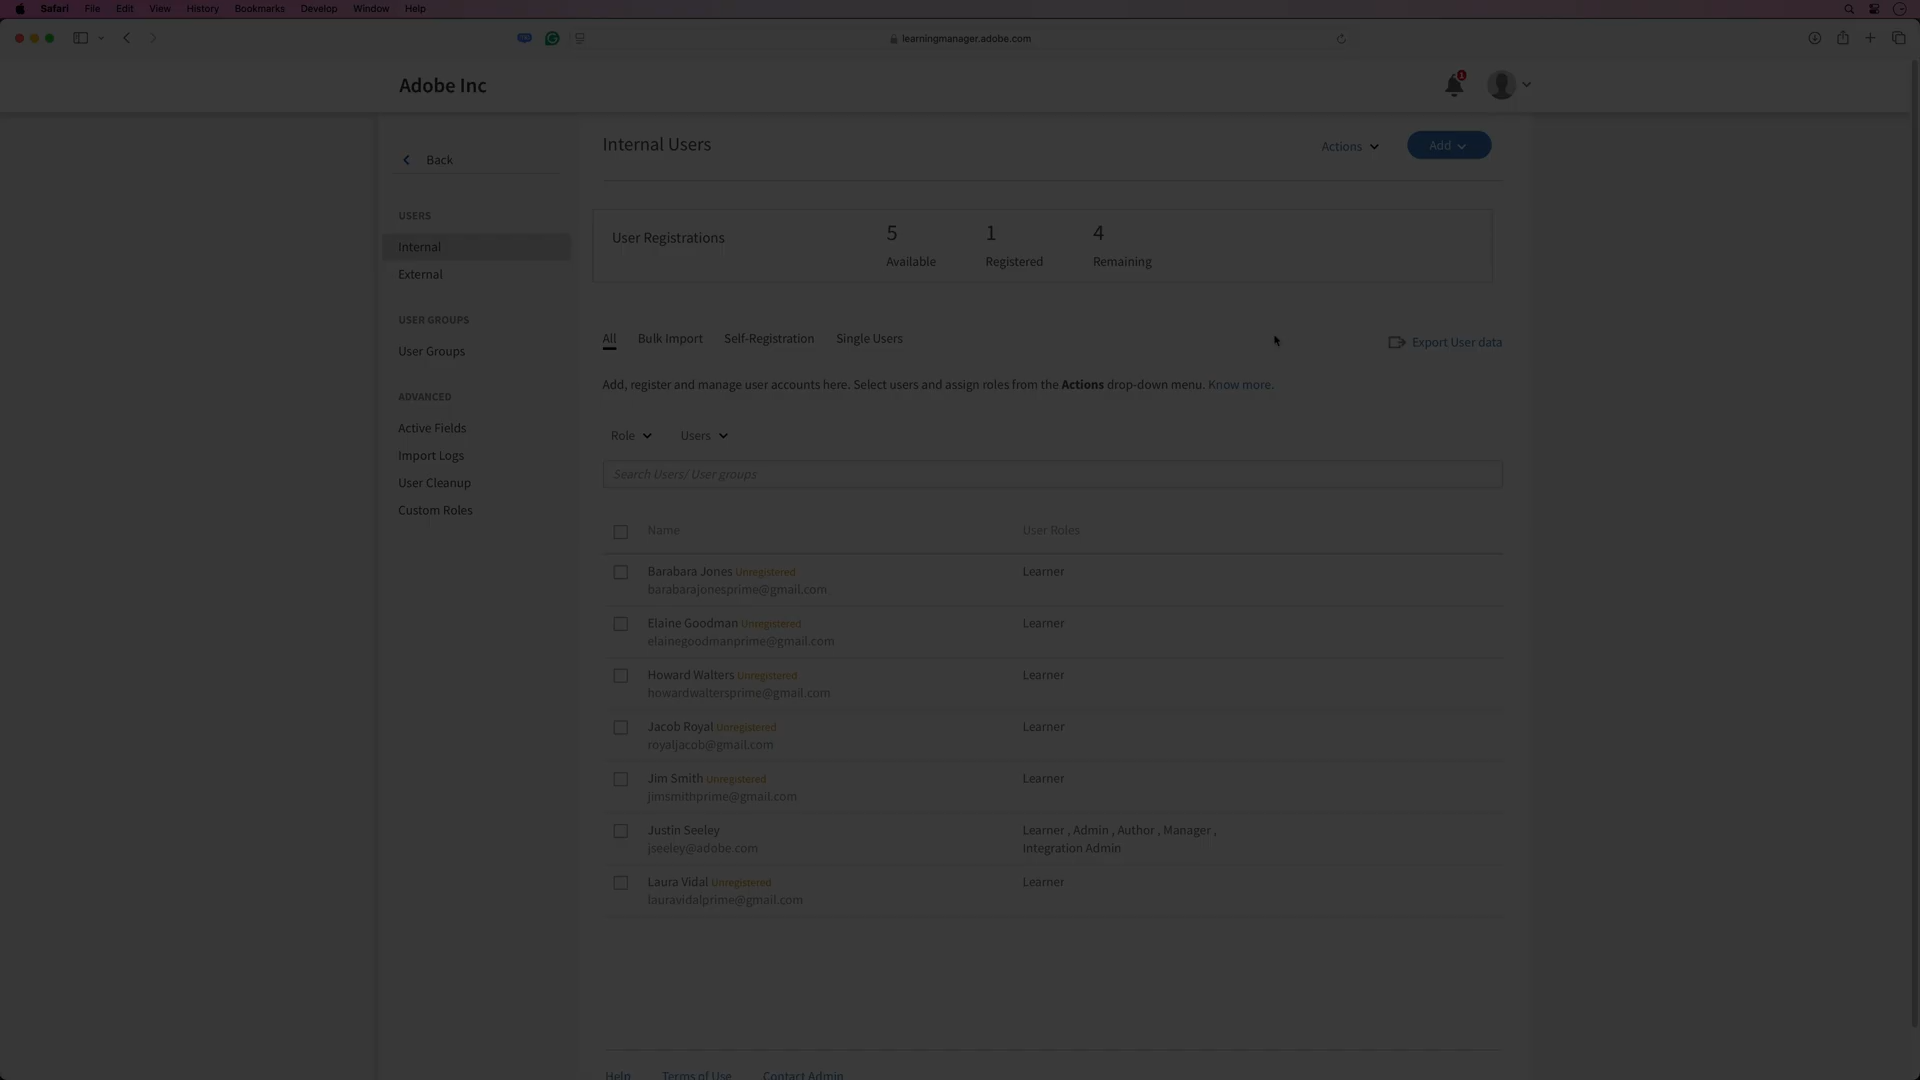 Safari File Edit View History Bookmarks Develop Window Help
learningmanager.adobe.com
Adobe Inc
1
Back
Internal Users
Actions
Add
USERS
Internal
External
USER GROUPS
User Groups
ADVANCED
Active Fields
Import Logs
User Cleanup
Custom Roles
User Registrations
5 1 4
Available Registered Remaining
All Bulk Import Self-Registration Single Users
Export User data
Add, register and manage user accounts here. Select users and assign roles from the Actions drop-down menu. Know more.
Role Users
Search Users/ User groups
Name User Roles
Barabara Jones Unregistered Learner
barabarajonesprime@gmail.com
Elaine Goodman Unregistered Learner
elainegoodmanprime@gmail.com
Howard Walters Unregistered Learner
howardwaltersprime@gmail.com
Jacob Royal Unregistered Learner
royaljacob@gmail.com
Jim Smith Unregistered Learner
jimsmithprime@gmail.com
Justin Seeley Learner , Admin , Author , Manager ,
jseeley@adobe.com Integration Admin
Laura Vidal Unregistered Learner
lauravidalprime@gmail.com
Help Terms of Use Contact Admin